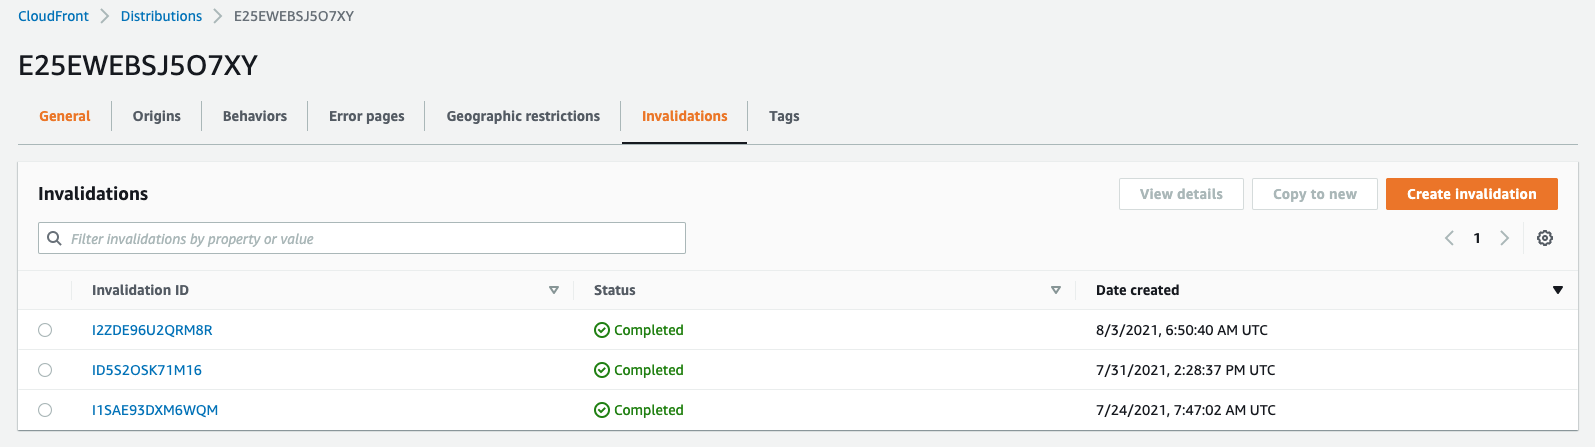 CloudFront Distributions E25EWEBSJ5O7XY
E25EWEBSJ5O7XY
General Origins Behaviors Error pages Geographic restrictions Invalidations Tags
Invalidations View details Copy to new Create invalidation
Filter invalidations by property or value 1
Invalidation ID Status Date created
I2ZDE96U2QRM8R Completed 8/3/2021, 6:50:40 AM UTC
ID5S2OSK71M16 Completed 7/31/2021, 2:28:37 PM UTC
I1SAE93DXM6WQM Completed 7/24/2021, 7:47:02 AM UTC